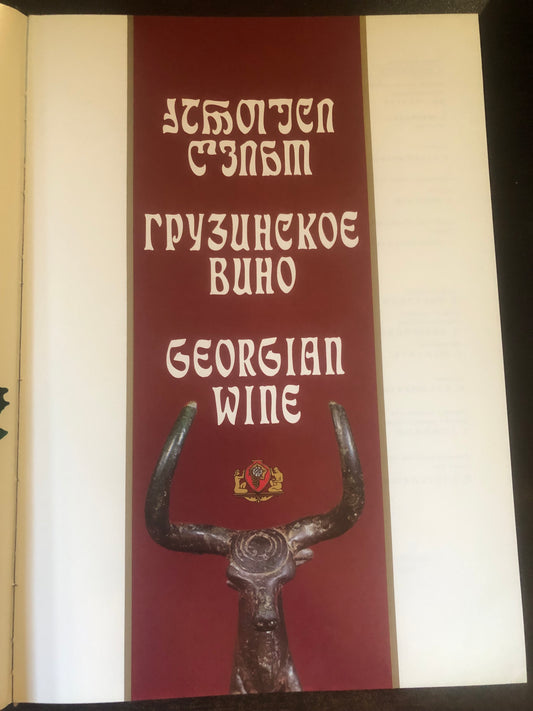 ქართული
ღვინო
ГРУЗИНСКОЕ
ВИНО
GEORGIAN
WINE